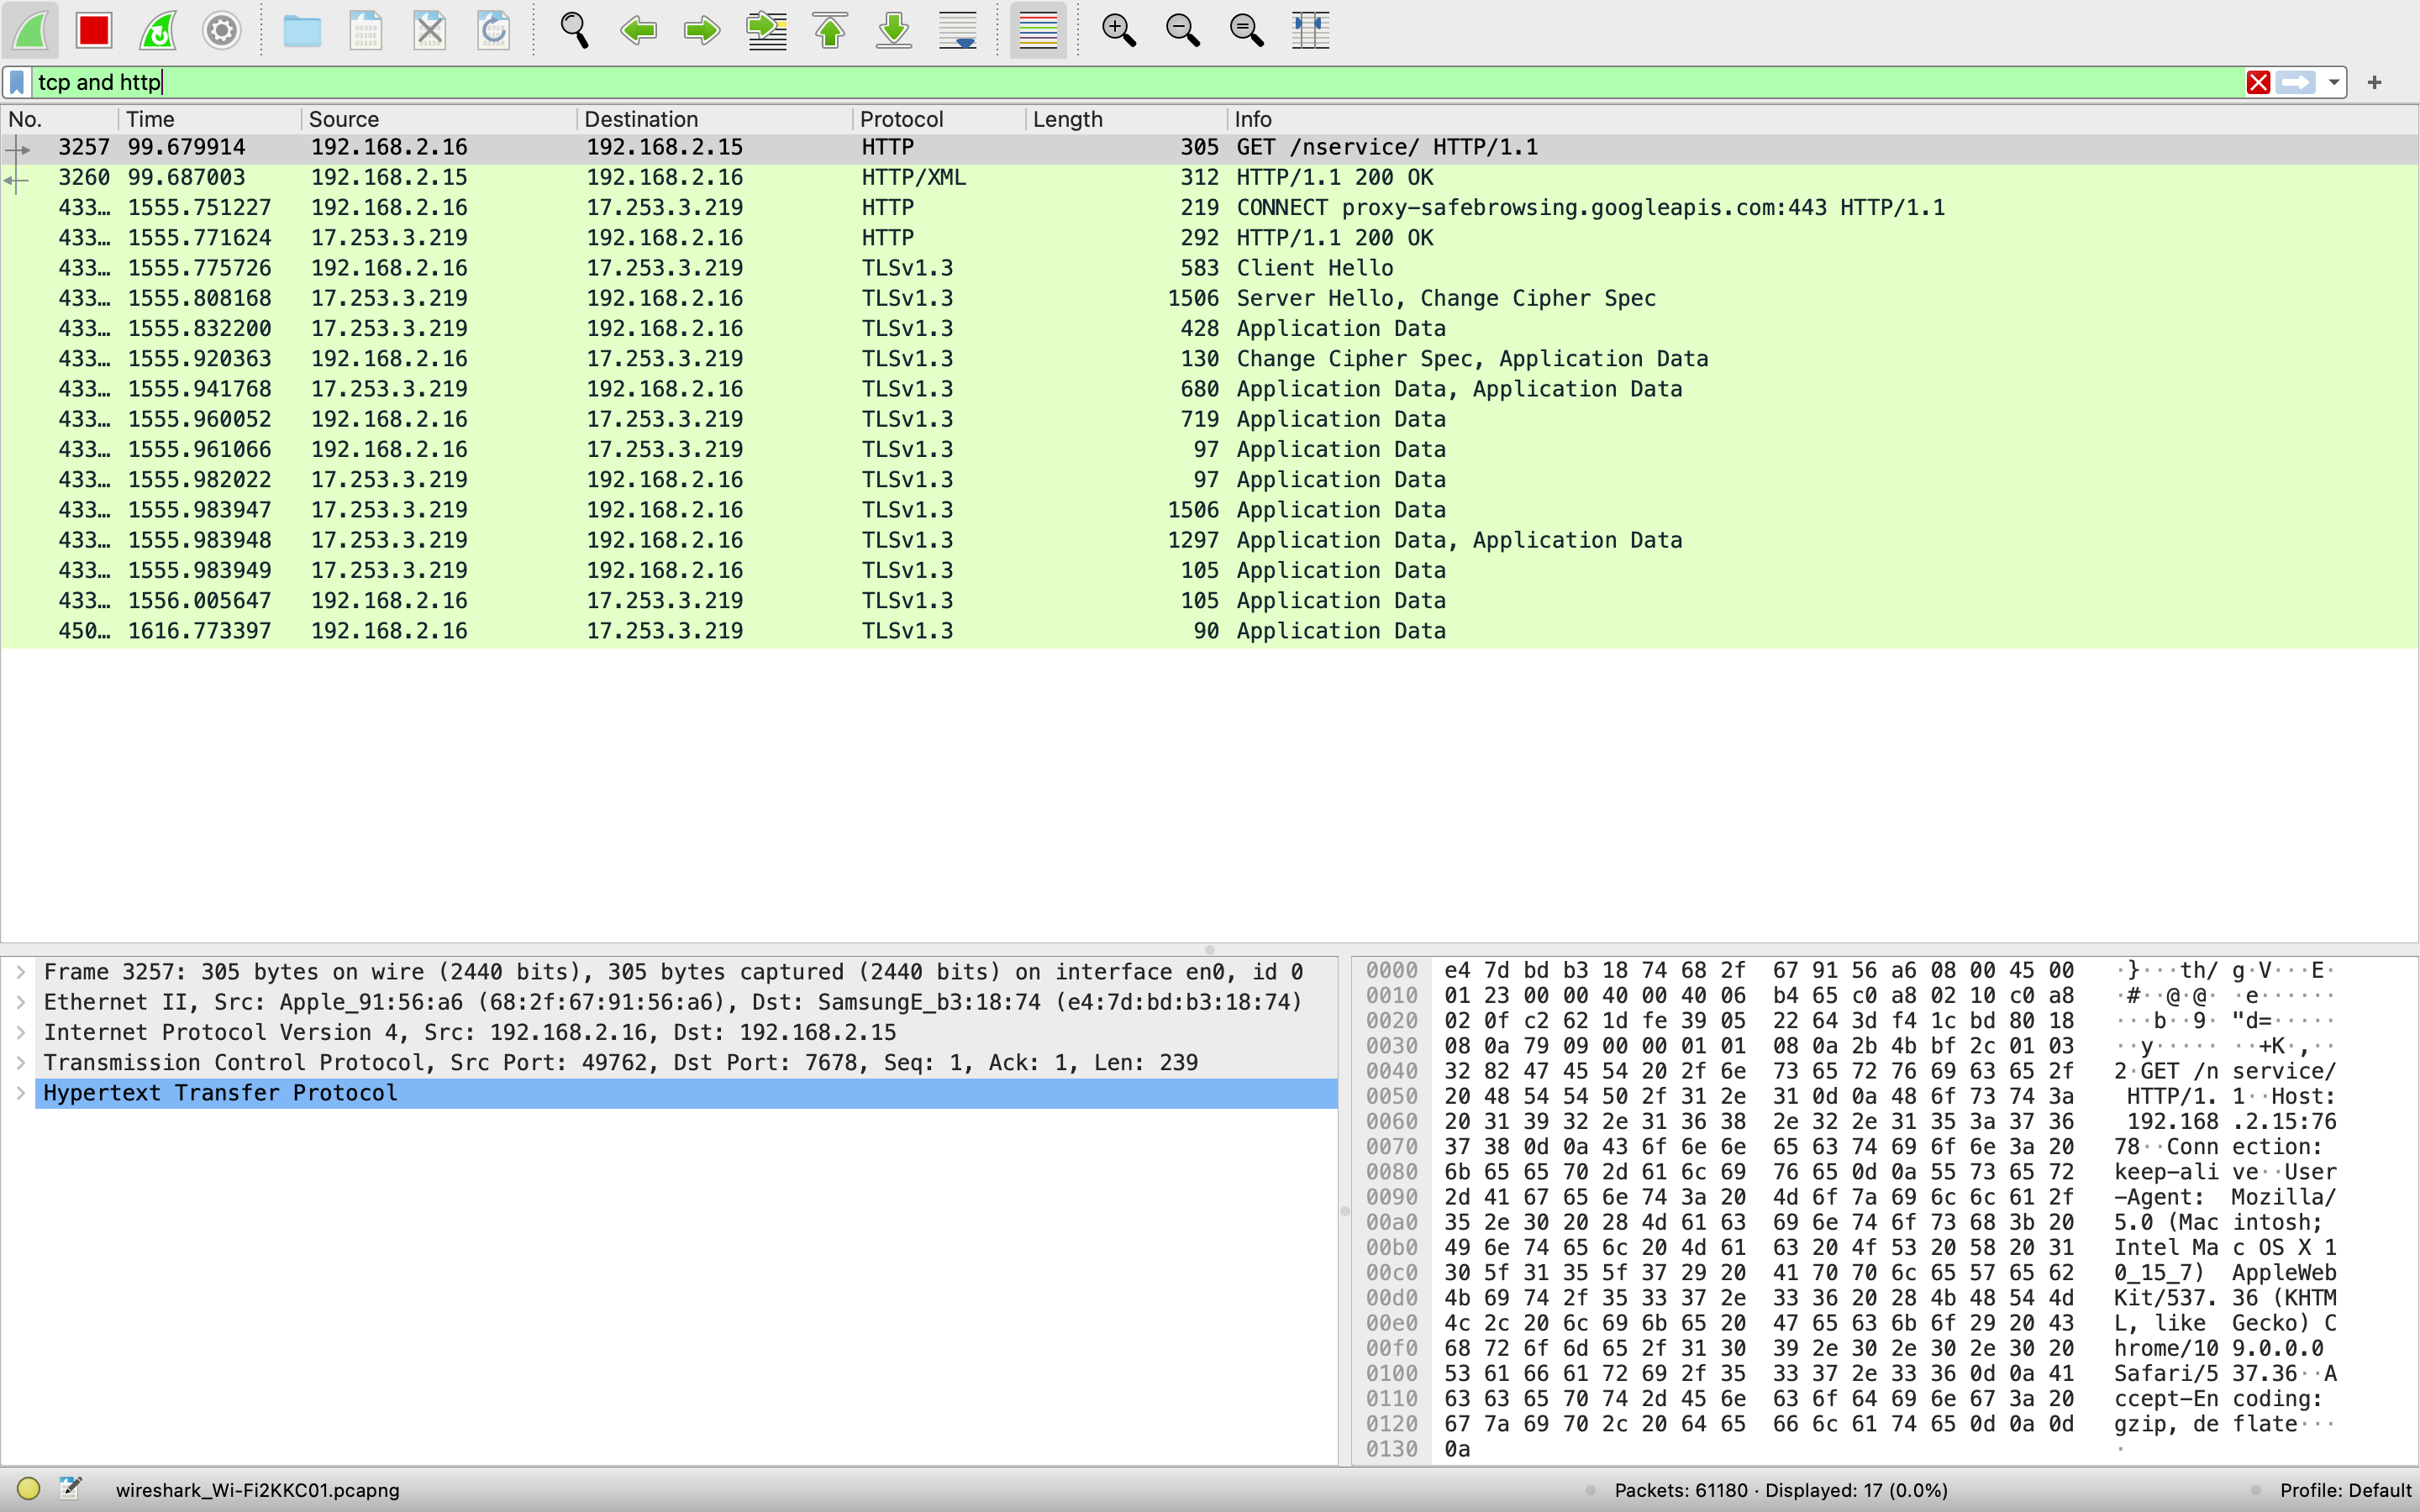 tcp and http
No. Time Source Destination Protocol Length Info
3257 99.679914 192.168.2.16 192.168.2.15 HTTP 305 GET /nservice/ HTTP/1.1
3260 99.687003 192.168.2.15 192.168.2.16 HTTP/XML 312 HTTP/1.1 200 OK
433… 1555.751227 192.168.2.16 17.253.3.219 HTTP 219 CONNECT proxy-safebrowsing.googleapis.com:443 HTTP/1.1
433… 1555.771624 17.253.3.219 192.168.2.16 HTTP 292 HTTP/1.1 200 OK
433… 1555.775726 192.168.2.16 17.253.3.219 TLSv1.3 583 Client Hello
433… 1555.808168 17.253.3.219 192.168.2.16 TLSv1.3 1506 Server Hello, Change Cipher Spec
433… 1555.832200 17.253.3.219 192.168.2.16 TLSv1.3 428 Application Data
433… 1555.920363 192.168.2.16 17.253.3.219 TLSv1.3 130 Change Cipher Spec, Application Data
433… 1555.941768 17.253.3.219 192.168.2.16 TLSv1.3 680 Application Data, Application Data
433… 1555.960052 192.168.2.16 17.253.3.219 TLSv1.3 719 Application Data
433… 1555.961066 192.168.2.16 17.253.3.219 TLSv1.3 97 Application Data
433… 1555.982022 17.253.3.219 192.168.2.16 TLSv1.3 97 Application Data
433… 1555.983947 17.253.3.219 192.168.2.16 TLSv1.3 1506 Application Data
433… 1555.983948 17.253.3.219 192.168.2.16 TLSv1.3 1297 Application Data, Application Data
433… 1555.983949 17.253.3.219 192.168.2.16 TLSv1.3 105 Application Data
433… 1556.005647 192.168.2.16 17.253.3.219 TLSv1.3 105 Application Data
450… 1616.773397 192.168.2.16 17.253.3.219 TLSv1.3 90 Application Data
Frame 3257: 305 bytes on wire (2440 bits), 305 bytes captured (2440 bits) on interface en0, id 0
Ethernet II, Src: Apple_91:56:a6 (68:2f:67:91:56:a6), Dst: SamsungE_b3:18:74 (e4:7d:bd:b3:18:74)
Internet Protocol Version 4, Src: 192.168.2.16, Dst: 192.168.2.15
Transmission Control Protocol, Src Port: 49762, Dst Port: 7678, Seq: 1, Ack: 1, Len: 239
Hypertext Transfer Protocol
0000 e4 7d bd b3 18 74 68 2f 67 91 56 a6 08 00 45 00 ·}···th/ g·V···E·
0010 01 23 00 00 40 00 40 06 b4 65 c0 a8 02 10 c0 a8 ·#··@·@· ·e······
0020 02 0f c2 62 1d fe 39 05 22 64 3d f4 1c bd 80 18 ···b··9· "d=·····
0030 08 0a 79 09 00 00 01 01 08 0a 2b 4b bf 2c 01 03 ··y····· ··+K·,··
0040 32 82 47 45 54 20 2f 6e 73 65 72 76 69 63 65 2f 2·GET /n service/
0050 20 48 54 54 50 2f 31 2e 31 0d 0a 48 6f 73 74 3a HTTP/1. 1··Host:
0060 20 31 39 32 2e 31 36 38 2e 32 2e 31 35 3a 37 36 192.168 .2.15:76
0070 37 38 0d 0a 43 6f 6e 6e 65 63 74 69 6f 6e 3a 20 78··Conn ection:
0080 6b 65 65 70 2d 61 6c 69 76 65 0d 0a 55 73 65 72 keep-ali ve··User
0090 2d 41 67 65 6e 74 3a 20 4d 6f 7a 69 6c 6c 61 2f -Agent: Mozilla/
00a0 35 2e 30 20 28 4d 61 63 69 6e 74 6f 73 68 3b 20 5.0 (Mac intosh;
00b0 49 6e 74 65 6c 20 4d 61 63 20 4f 53 20 58 20 31 Intel Ma c OS X 1
00c0 30 5f 31 35 5f 37 29 20 41 70 70 6c 65 57 65 62 0_15_7) AppleWeb
00d0 4b 69 74 2f 35 33 37 2e 33 36 20 28 4b 48 54 4d Kit/537. 36 (KHTM
00e0 4c 2c 20 6c 69 6b 65 20 47 65 63 6b 6f 29 20 43 L, like Gecko) C
00f0 68 72 6f 6d 65 2f 31 30 39 2e 30 2e 30 2e 30 20 hrome/10 9.0.0.0
0100 53 61 66 61 72 69 2f 35 33 37 2e 33 36 0d 0a 41 Safari/5 37.36··A
0110 63 63 65 70 74 2d 45 6e 63 6f 64 69 6e 67 3a 20 ccept-En coding:
0120 67 7a 69 70 2c 20 64 65 66 6c 61 74 65 0d 0a 0d gzip, de flate···
0130 0a ·
wireshark_Wi-Fi2KKC01.pcapng Packets: 61180 · Displayed: 17 (0.0%) Profile: Default